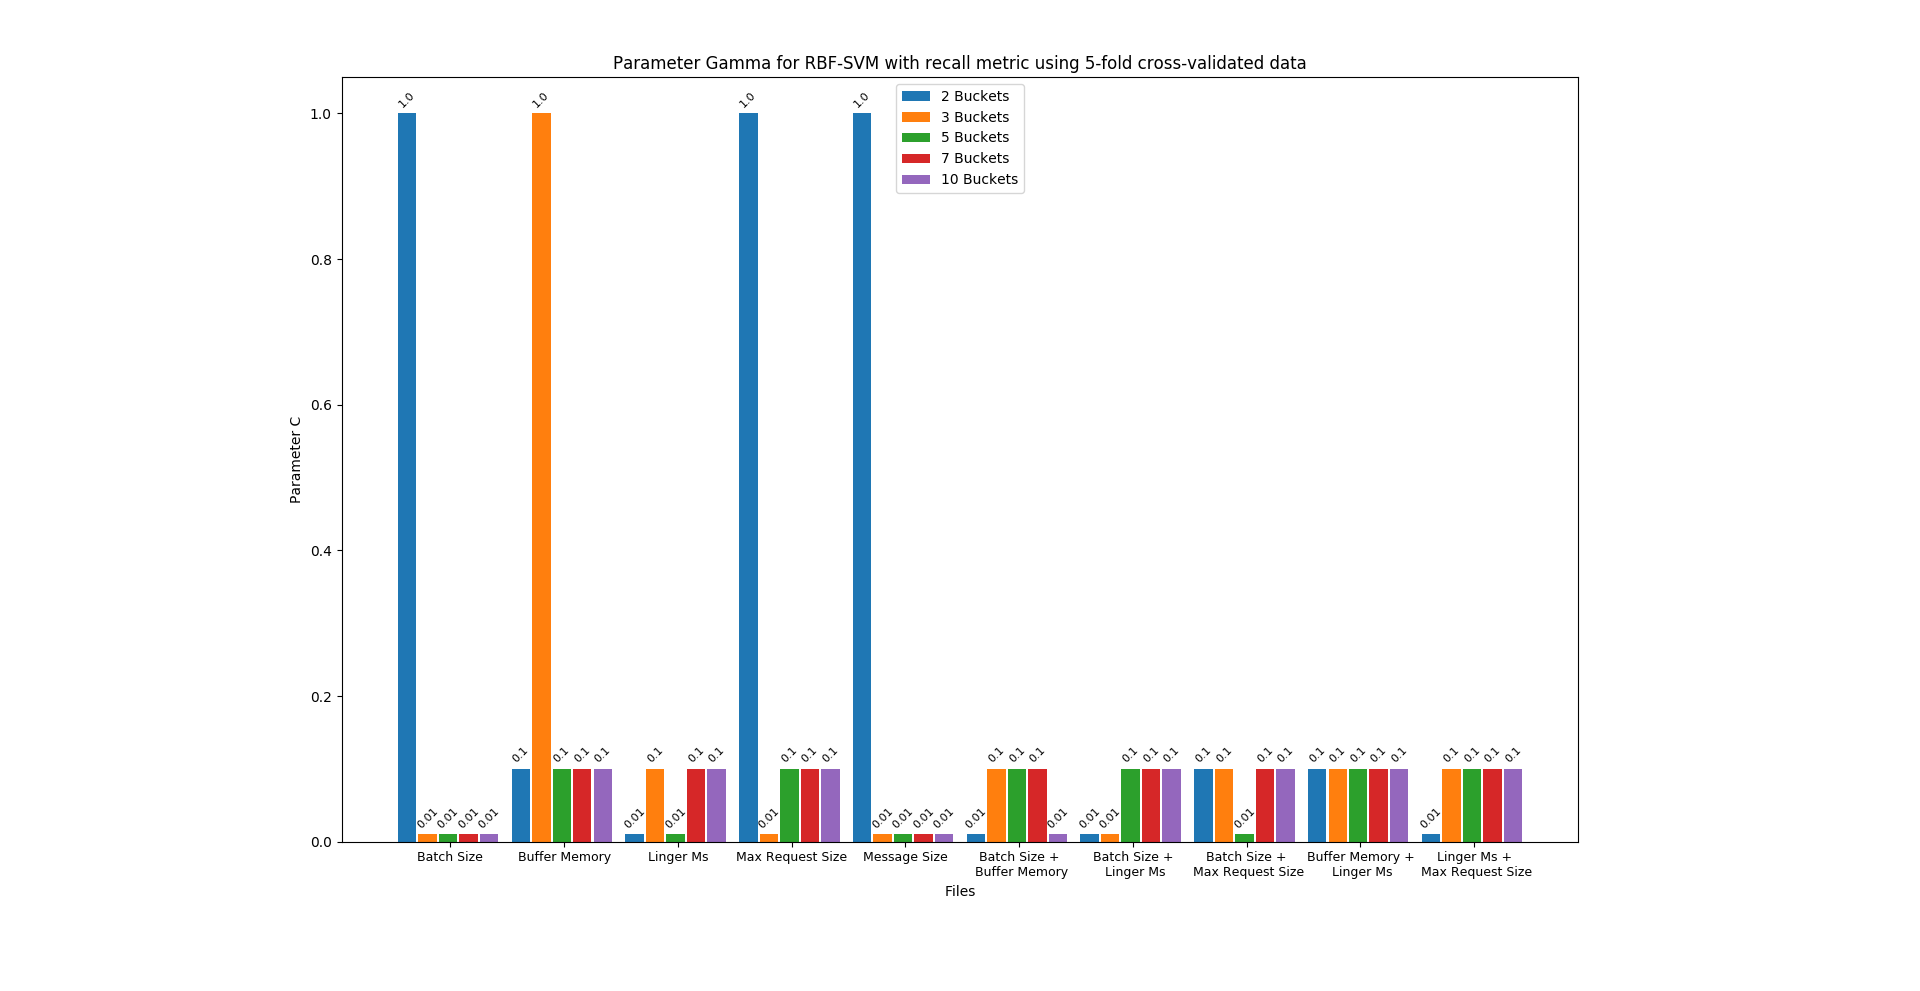 Parameter Gamma for RBF-SVM with recall metric using 5-fold cross-validated data
2 Buckets
3 Buckets
5 Buckets
7 Buckets
10 Buckets
Parameter C
1.0
0.8
0.6
0.4
0.2
0.0
1.0 0.01 0.01 0.01 0.01
0.1 1.0 0.1 0.1 0.1
0.01 0.1 0.01 0.1 0.1
1.0 0.01 0.1 0.1 0.1
1.0 0.01 0.01 0.01 0.01
0.01 0.1 0.1 0.1 0.01
0.01 0.01 0.1 0.1 0.1
0.1 0.1 0.01 0.1 0.1
0.1 0.1 0.1 0.1 0.1
0.01 0.1 0.1 0.1 0.1
Batch Size
Buffer Memory
Linger Ms
Max Request Size
Message Size
Batch Size +
Buffer Memory
Batch Size +
Linger Ms
Batch Size +
Max Request Size
Buffer Memory +
Linger Ms
Linger Ms +
Max Request Size
Files